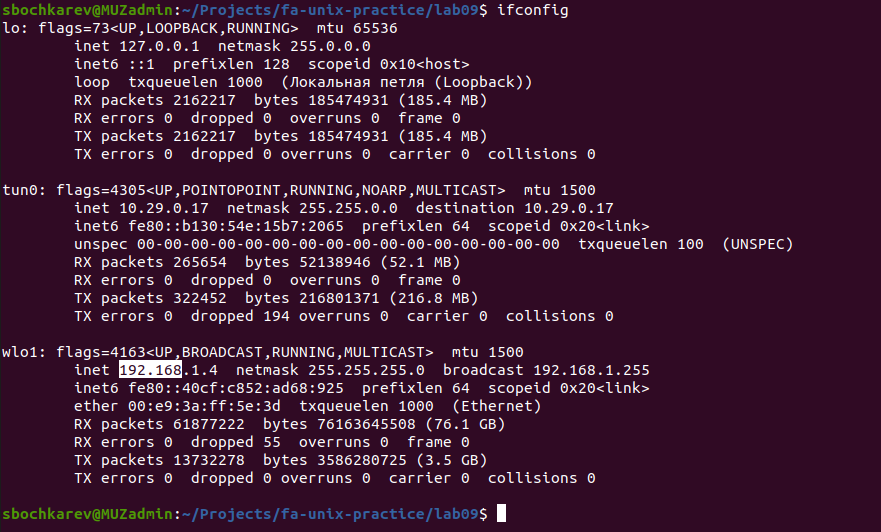 sbochkarev@MUZadmin:~/Projects/fa-unix-practice/lab09$ ifconfig
lo: flags=73<UP,LOOPBACK,RUNNING>  mtu 65536
        inet 127.0.0.1  netmask 255.0.0.0
        inet6 ::1  prefixlen 128  scopeid 0x10<host>
        loop  txqueuelen 1000  (Локальная петля (Loopback))
        RX packets 2162217  bytes 185474931 (185.4 MB)
        RX errors 0  dropped 0  overruns 0  frame 0
        TX packets 2162217  bytes 185474931 (185.4 MB)
        TX errors 0  dropped 0 overruns 0  carrier 0  collisions 0

tun0: flags=4305<UP,POINTOPOINT,RUNNING,NOARP,MULTICAST>  mtu 1500
        inet 10.29.0.17  netmask 255.255.0.0  destination 10.29.0.17
        inet6 fe80::b130:54e:15b7:2065  prefixlen 64  scopeid 0x20<link>
        unspec 00-00-00-00-00-00-00-00-00-00-00-00-00-00-00-00  txqueuelen 100  (UNSPEC)
        RX packets 265654  bytes 52138946 (52.1 MB)
        RX errors 0  dropped 0  overruns 0  frame 0
        TX packets 322452  bytes 216801371 (216.8 MB)
        TX errors 0  dropped 194 overruns 0  carrier 0  collisions 0

wlo1: flags=4163<UP,BROADCAST,RUNNING,MULTICAST>  mtu 1500
        inet 192.168.1.4  netmask 255.255.255.0  broadcast 192.168.1.255
        inet6 fe80::40cf:c852:ad68:925  prefixlen 64  scopeid 0x20<link>
        ether 00:e9:3a:ff:5e:3d  txqueuelen 1000  (Ethernet)
        RX packets 61877222  bytes 76163645508 (76.1 GB)
        RX errors 0  dropped 55  overruns 0  frame 0
        TX packets 13732278  bytes 3586280725 (3.5 GB)
        TX errors 0  dropped 0 overruns 0  carrier 0  collisions 0

sbochkarev@MUZadmin:~/Projects/fa-unix-practice/lab09$